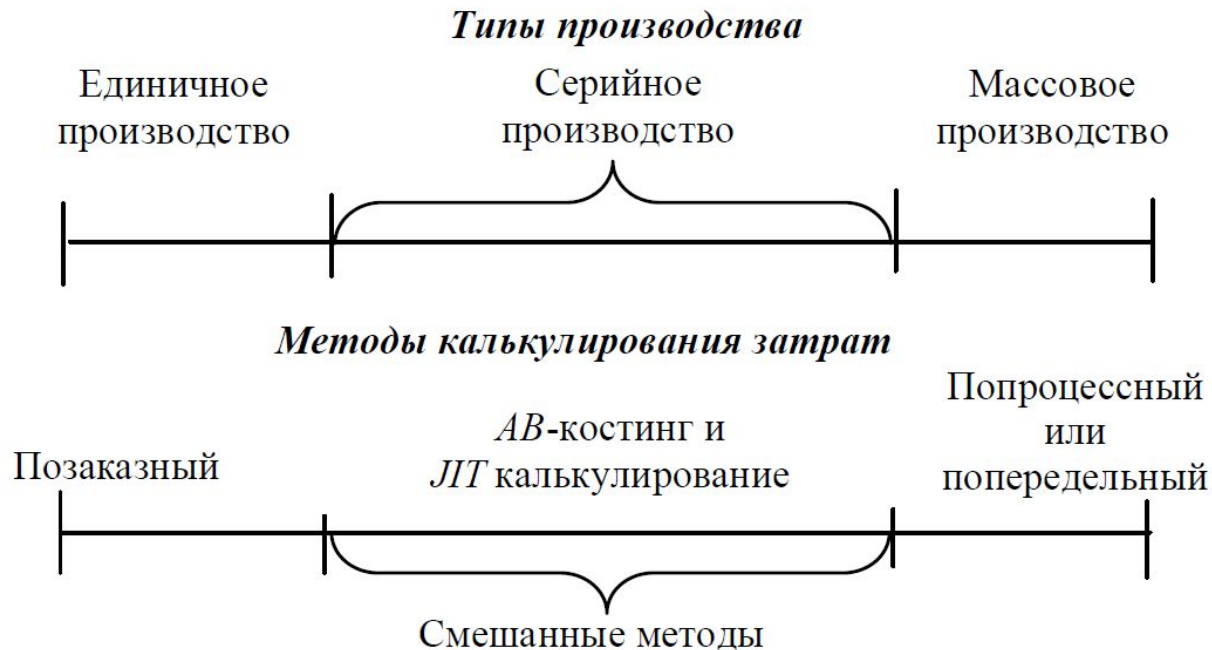 Типы производства
Единичное
производство
Серийное
производство
Массовое
производство
Методы калькулирования затрат
Позаказный
АВ-костинг и
JIT калькулирование
Попроцессный
или
попередельный
Смешанные методы